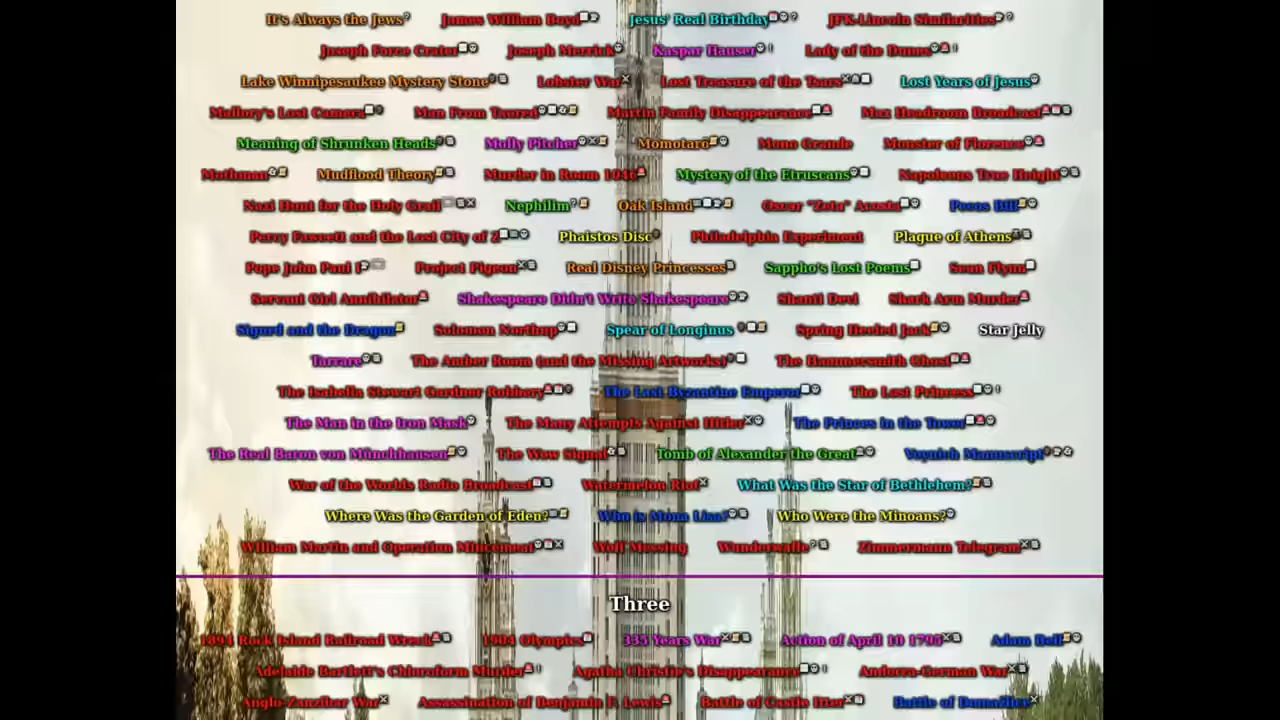 It's Always the Jews James William Boyd Jesus' Real Birthday JFK-Lincoln Similarities
Joseph Force Crater Joseph Merrick Kaspar Hauser Lady of the Dunes
Lake Winnipesaukee Mystery Stone Lobster War Lost Treasure of the Tsars Lost Years of Jesus
Mallory's Lost Camera Man From Taured Martin Family Disappearance Max Headroom Broadcast
Meaning of Shrunken Heads Molly Pitcher Momotaro Mono Grande Monster of Florence
Mothman Mudflood Theory Murder in Room 1046 Mystery of the Etruscans Napoleons True Height
Nazi Hunt for the Holy Grail Nephilim Oak Island Oscar "Zeta" Acosta Pecos Bill
Percy Fawcett and the Lost City of Z Phaistos Disc Philadelphia Experiment Plague of Athens
Pope John Paul I Project Pigeon Real Disney Princesses Sappho's Lost Poems Sean Flynn
Servant Girl Annihilator Shakespeare Didn't Write Shakespeare Shanti Devi Shark Arm Murder
Sigurd and the Dragon Solomon Northup Spear of Longinus Spring Heeled Jack Star Jelly
Tarrare The Amber Room (and the Missing Artworks) The Hammersmith Ghost
The Isabella Stewart Gardner Robbery The Last Byzantine Emperor The Lost Princess
The Man in the Iron Mask The Many Attempts Against Hitler The Princes in the Tower
The Real Baron von Münchhausen The Wow Signal Tomb of Alexander the Great Voynich Manuscript
War of the Worlds Radio Broadcast Watermelon Riot What Was the Star of Bethlehem?
Where Was the Garden of Eden? Who is Mona Lisa? Who Were the Minoans?
William Martin and Operation Mincemeat Wolf Messing Wunderwaffe Zimmermann Telegram
Three
1894 Rock Island Railroad Wreck 1904 Olympics 335 Years War Action of April 10 1795 Adam Bell
Adelaide Bartlett's Chloroform Murder Agatha Christie's Disappearance Andorra-German War
Anglo-Zanzibar War Assassination of Benjamin F. Lewis Battle of Castle Itter Battle of Domažlice